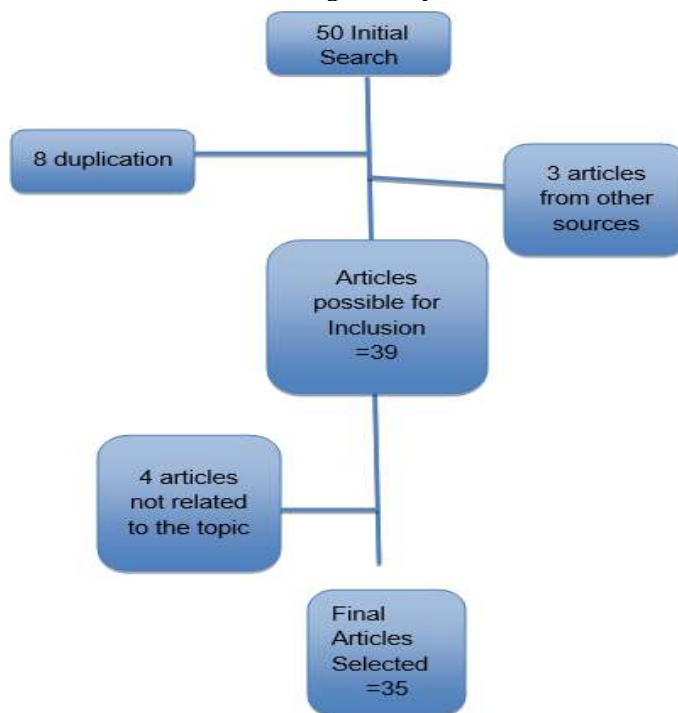 50 Initial
Search
8 duplication
3 articles
from other
sources
Articles
possible for
Inclusion
=39
4 articles
not related
to the topic
Final
Articles
Selected
=35